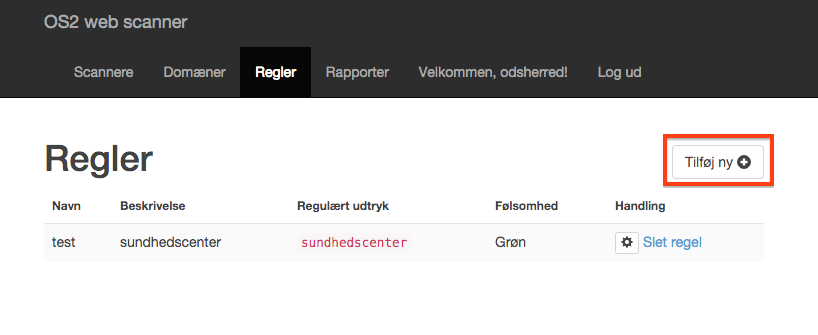 OS2 web scanner
Scannere Domæner Regler Rapporter Velkommen, odsherred! Log ud
Regler
Tilføj ny
Navn Beskrivelse Regulært udtryk Følsomhed Handling
test sundhedscenter sundhedscenter Grøn Slet regel